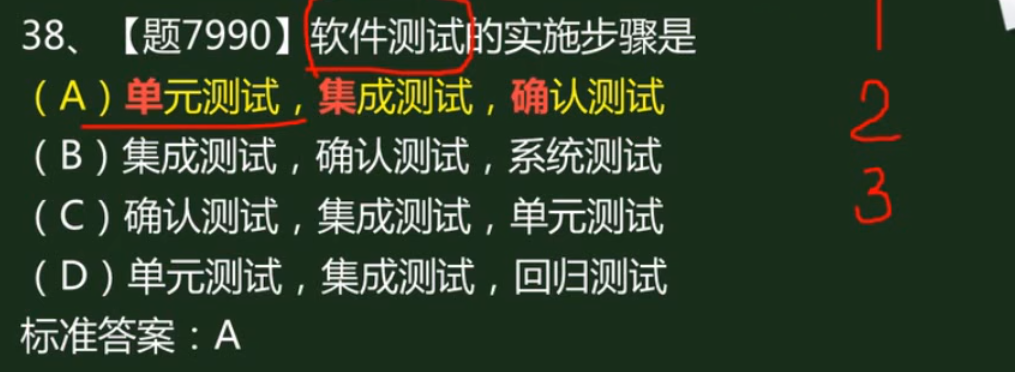 38、【题7990】软件测试的实施步骤是
（A）单元测试，集成测试，确认测试
（B）集成测试，确认测试，系统测试
（C）确认测试，集成测试，单元测试
（D）单元测试，集成测试，回归测试
标准答案：A
1
2
3